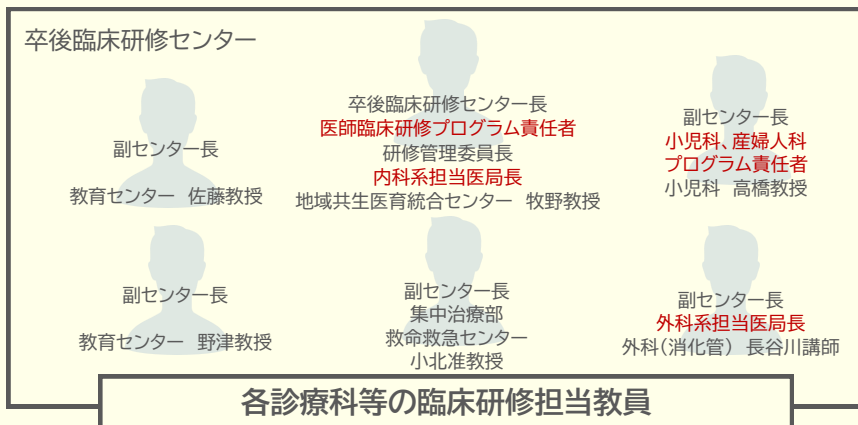 卒後臨床研修センター
副センター長
教育センター 佐藤教授
卒後臨床研修センター長
医師臨床研修プログラム責任者
研修管理委員長
内科系担当医局長
地域共生医育統合センター 牧野教授
副センター長
小児科、産婦人科
プログラム責任者
小児科 高橋教授
副センター長
教育センター 野津教授
副センター長
集中治療部
救命救急センター
小北准教授
副センター長
外科系担当医局長
外科(消化管) 長谷川講師
各診療科等の臨床研修担当教員